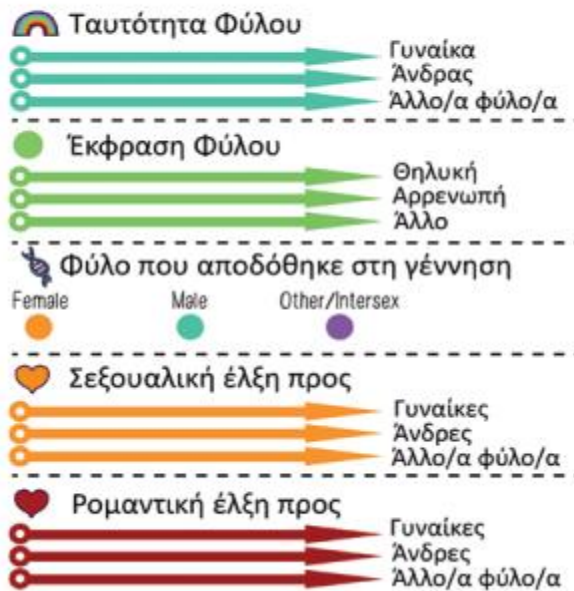 Ταυτότητα Φύλου
Γυναίκα
Άνδρας
Άλλο/α φύλο/α
Έκφραση Φύλου
Θηλυκή
Αρρενωπή
Άλλο
Φύλο που αποδόθηκε στη γέννηση
Female Male Other/Intersex
Σεξουαλική έλξη προς
Γυναίκες
Άνδρες
Άλλο/α φύλο/α
Ρομαντική έλξη προς
Γυναίκες
Άνδρες
Άλλο/α φύλο/α